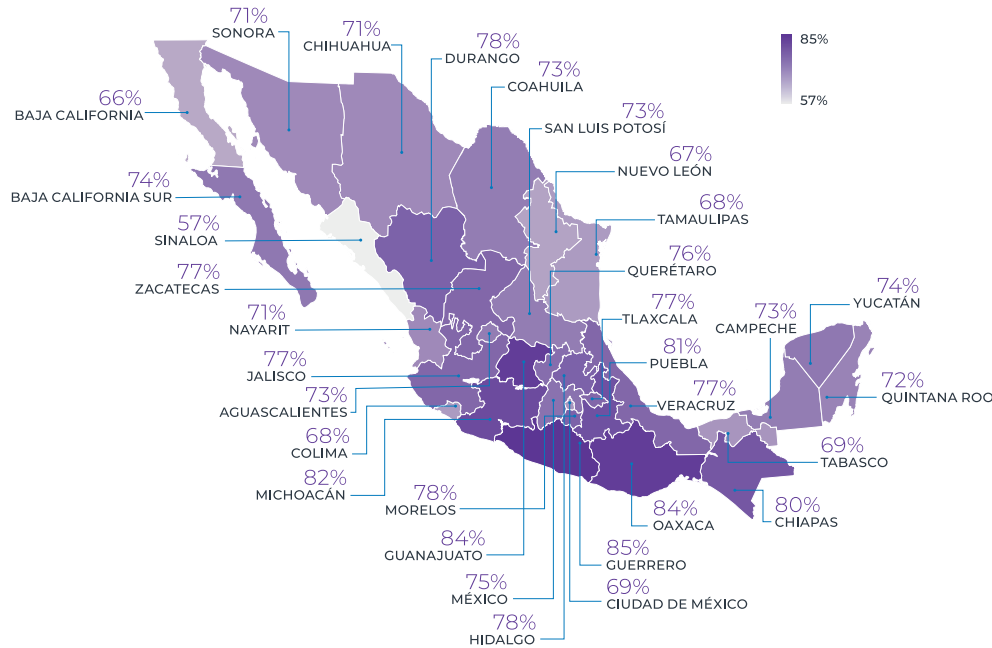 71%
SONORA
71%
CHIHUAHUA
78%
DURANGO
73%
COAHUILA
85%
57%
66%
BAJA CALIFORNIA
73%
SAN LUIS POTOSÍ
67%
NUEVO LEÓN
74%
BAJA CALIFORNIA SUR
68%
TAMAULIPAS
57%
SINALOA
76%
QUERÉTARO
77%
ZACATECAS
77%
TLAXCALA
74%
YUCATÁN
73%
CAMPECHE
71%
NAYARIT
81%
PUEBLA
77%
JALISCO
77%
VERACRUZ
72%
QUINTANA ROO
73%
AGUASCALIENTES
68%
COLIMA
69%
TABASCO
82%
MICHOACÁN
78%
MORELOS
84%
OAXACA
80%
CHIAPAS
84%
GUANAJUATO
85%
GUERRERO
75%
MÉXICO
69%
CIUDAD DE MÉXICO
78%
HIDALGO